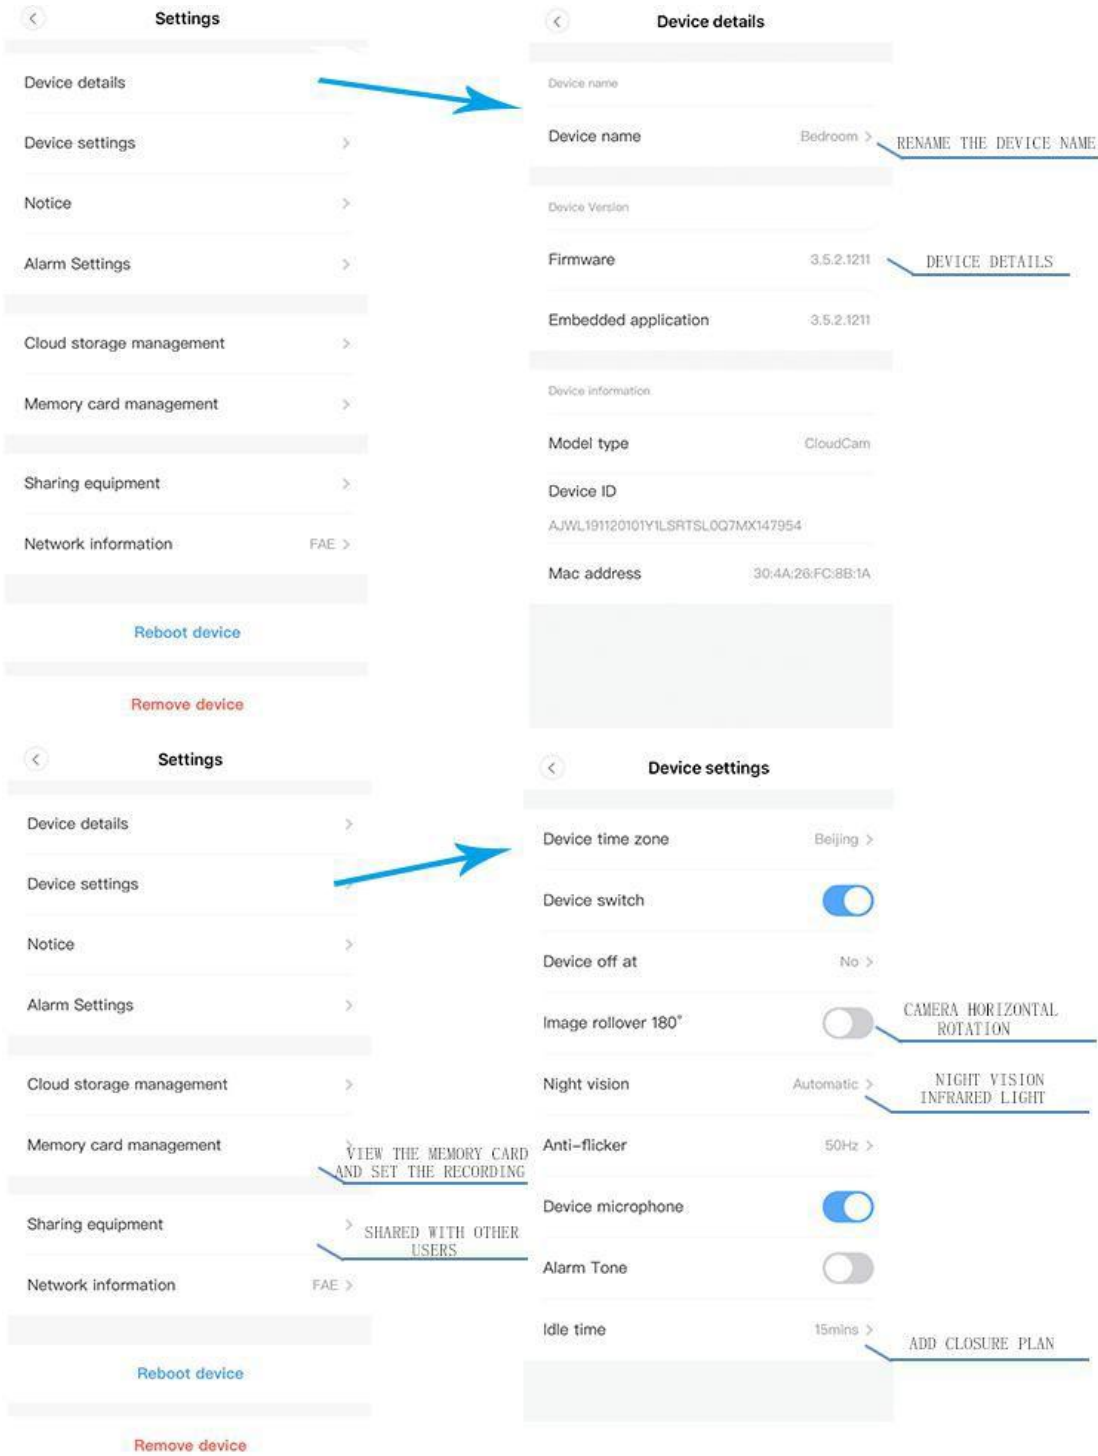 Settings
Device details
Device settings
Notice
Alarm Settings
Cloud storage management
Memory card management
Sharing equipment
Network information FAE
Reboot device
Remove device
Device details
Device name
Device name Bedroom
RENAME THE DEVICE NAME
Device Version
Firmware 3.5.2.1211
DEVICE DETAILS
Embedded application 3.5.2.1211
Device information
Model type CloudCam
Device ID
AJWL191120101Y1LSRTSL0Q7MX147954
Mac address 30:4A:26:FC:8B:1A
Settings
Device details
Device settings
Notice
Alarm Settings
Cloud storage management
Memory card management
VIEW THE MEMORY CARD
AND SET THE RECORDING
Sharing equipment
SHARED WITH OTHER
USERS
Network information FAE
Reboot device
Remove device
Device settings
Device time zone Beijing
Device switch
Device off at No
Image rollover 180°
CAMERA HORIZONTAL
ROTATION
Night vision Automatic
NIGHT VISION
INFRARED LIGHT
Anti-flicker 50Hz
Device microphone
Alarm Tone
Idle time 15mins
ADD CLOSURE PLAN